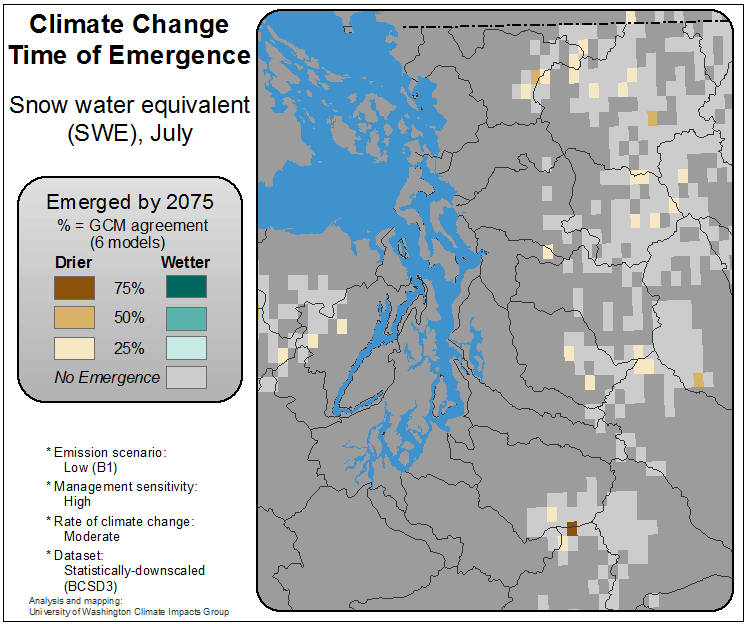 Climate Change
Time of Emergence
Snow water equivalent
(SWE), July
Emerged by 2075
% = GCM agreement
(6 models)
Drier Wetter
75%
50%
25%
No Emergence
* Emission scenario:
Low (B1)
* Management sensitivity:
High
* Rate of climate change:
Moderate
* Dataset:
Statistically-downscaled
(BCSD3)
Analysis and mapping:
University of Washington Climate Impacts Group